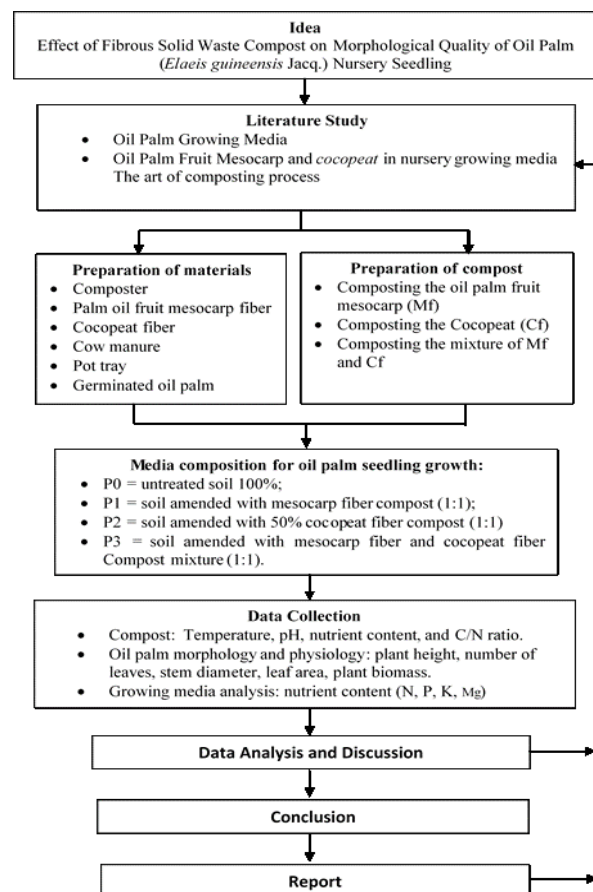 Idea
Effect of Fibrous Solid Waste Compost on Morphological Quality of Oil Palm
(Elaeis guineensis Jacq.) Nursery Seedling
Literature Study
• Oil Palm Growing Media
• Oil Palm Fruit Mesocarp and cocopeat in nursery growing media
The art of composting process
Preparation of materials
• Composter
• Palm oil fruit mesocarp fiber
• Cocopeat fiber
• Cow manure
• Pot tray
• Germinated oil palm
Preparation of compost
• Composting the oil palm fruit
mesocarp (Mf)
• Composting the Cocopeat (Cf)
• Composting the mixture of Mf
and Cf
Media composition for oil palm seedling growth:
• P0 = untreated soil 100%;
• P1 = soil amended with mesocarp fiber compost (1:1);
• P2 = soil amended with 50% cocopeat fiber compost (1:1)
• P3 = soil amended with mesocarp fiber and cocopeat fiber
Compost mixture (1:1).
Data Collection
• Compost: Temperature, pH, nutrient content, and C/N ratio.
• Oil palm morphology and physiology: plant height, number of
leaves, stem diameter, leaf area, plant biomass.
• Growing media analysis: nutrient content (N, P, K, Mg)
Data Analysis and Discussion
Conclusion
Report